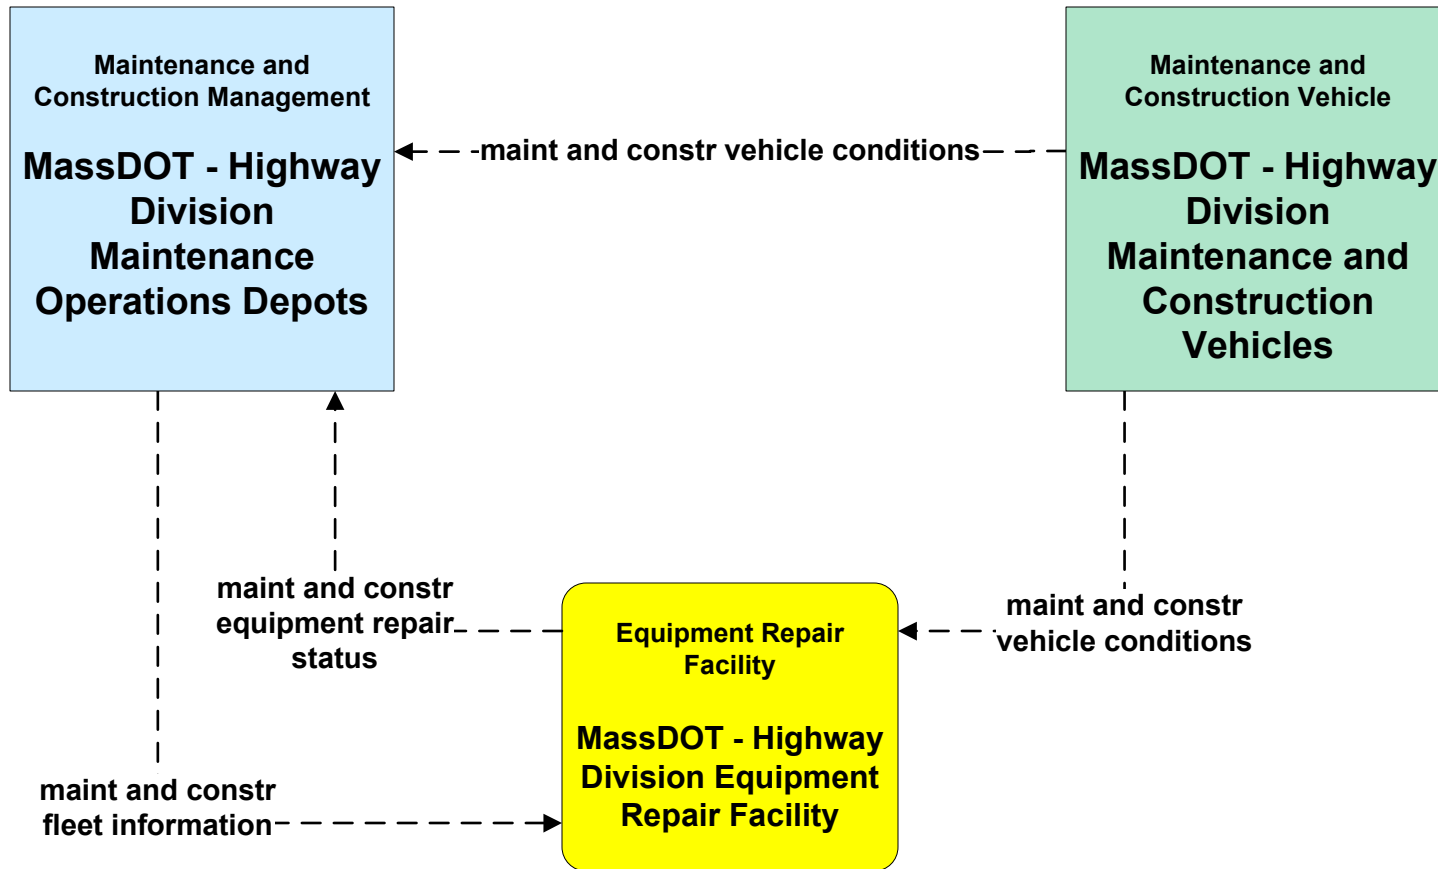 Maintenance and
Construction Management
MassDOT - Highway
Division
Maintenance
Operations Depots
maint and constr vehicle conditions
Maintenance and
Construction Vehicle
MassDOT - Highway
Division
Maintenance and
Construction
Vehicles
maint and constr
equipment repair
status
Equipment Repair
Facility
MassDOT - Highway
Division Equipment
Repair Facility
maint and constr
vehicle conditions
maint and constr
fleet information